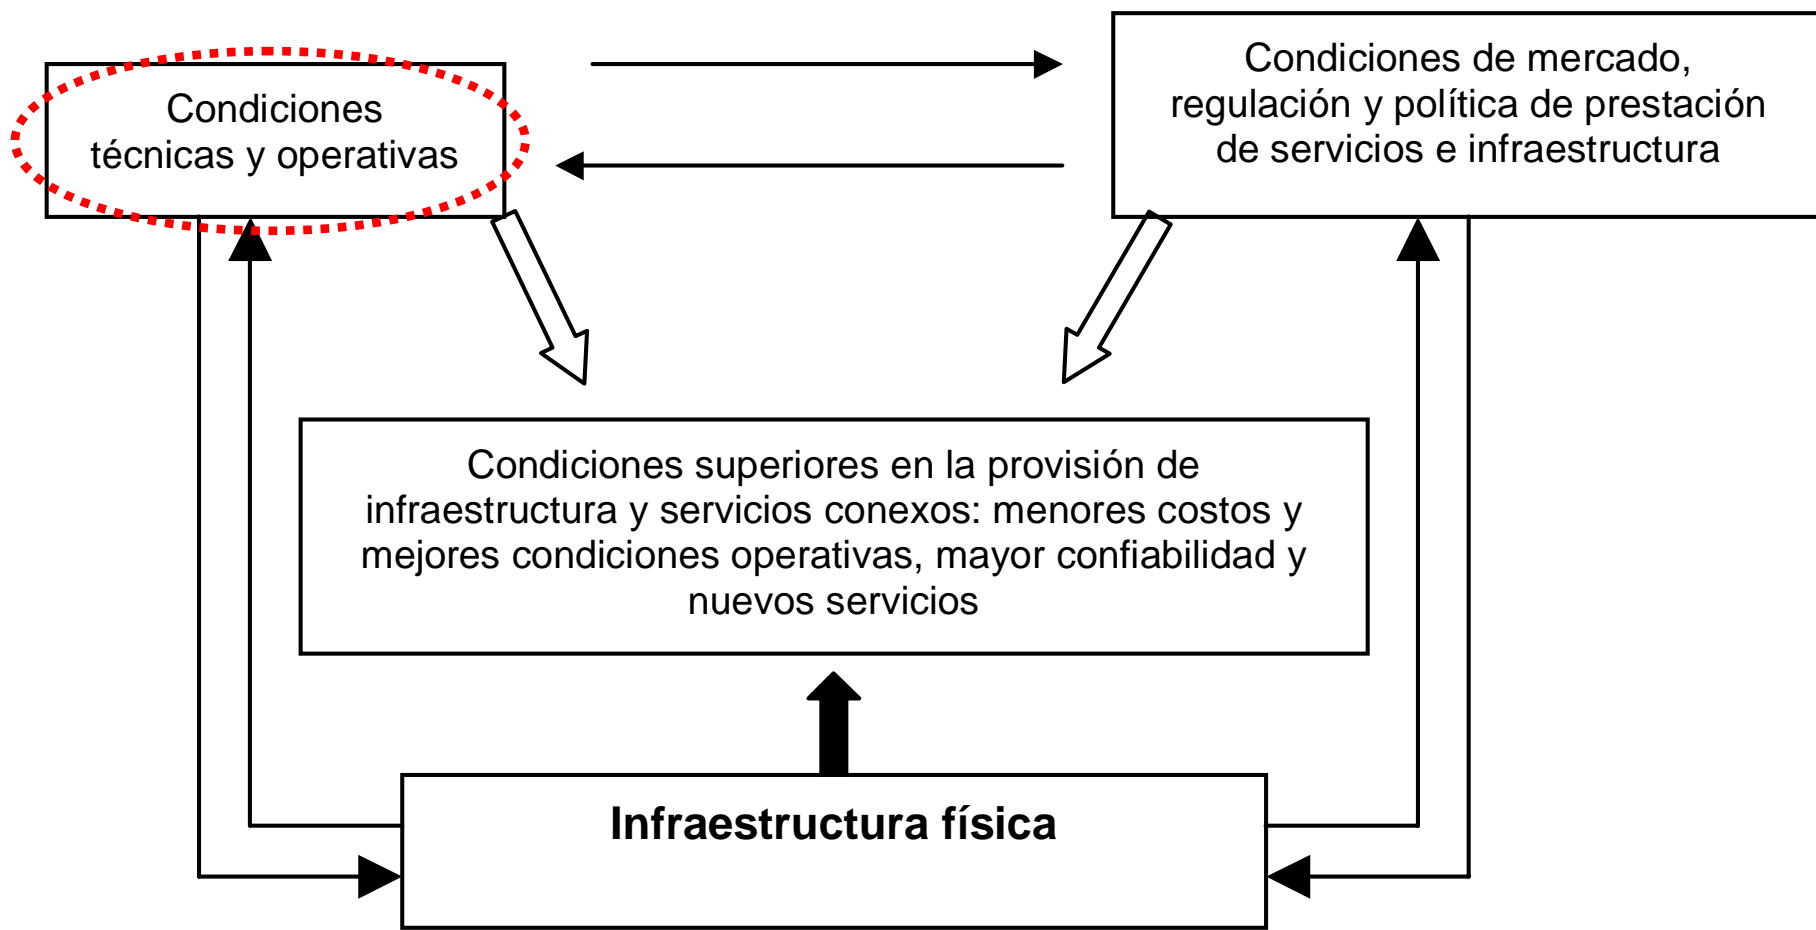 Condiciones
técnicas y operativas
Condiciones de mercado,
regulación y política de prestación
de servicios e infraestructura
Condiciones superiores en la provisión de
infraestructura y servicios conexos: menores costos y
mejores condiciones operativas, mayor confiabilidad y
nuevos servicios
Infraestructura física